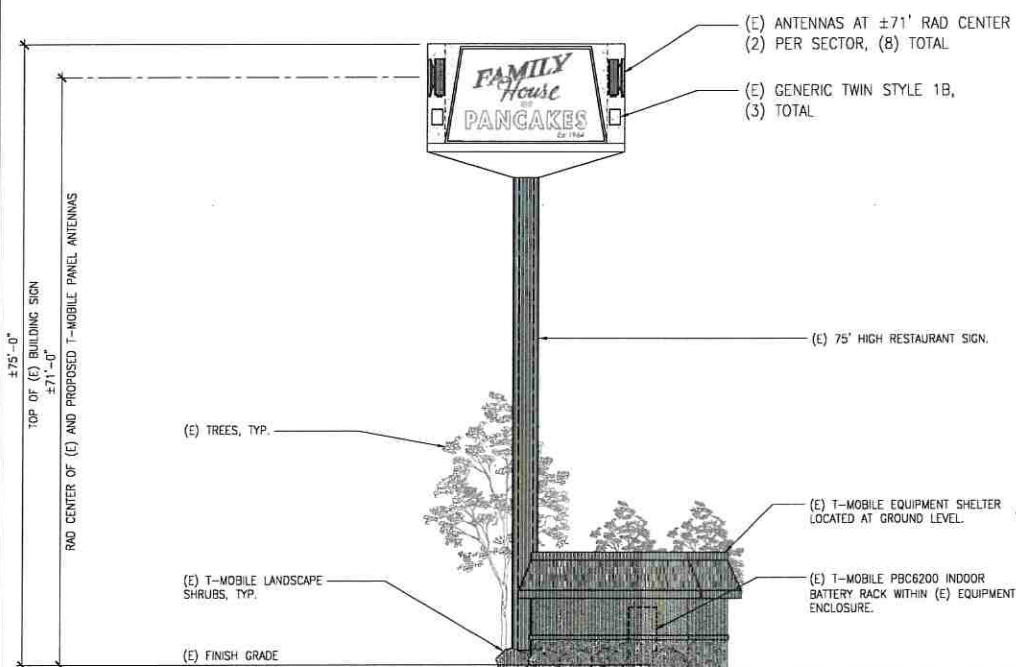 (E) ANTENNAS AT ±71' RAD CENTER
(2) PER SECTOR, (8) TOTAL
(E) GENERIC TWIN STYLE 1B,
(3) TOTAL
FAMILY
House
OF
PANCAKES
Est 1964
±75'-0"
TOP OF (E) BUILDING SIGN
±71'-0"
RAD CENTER OF (E) AND PROPOSED T-MOBILE PANEL ANTENNAS
(E) 75' HIGH RESTAURANT SIGN.
(E) TREES, TYP.
(E) T-MOBILE EQUIPMENT SHELTER
LOCATED AT GROUND LEVEL.
(E) T-MOBILE LANDSCAPE
SHRUBS, TYP.
(E) T-MOBILE PBC6200 INDOOR
BATTERY RACK WITHIN (E) EQUIPMENT
ENCLOSURE.
(E) FINISH GRADE